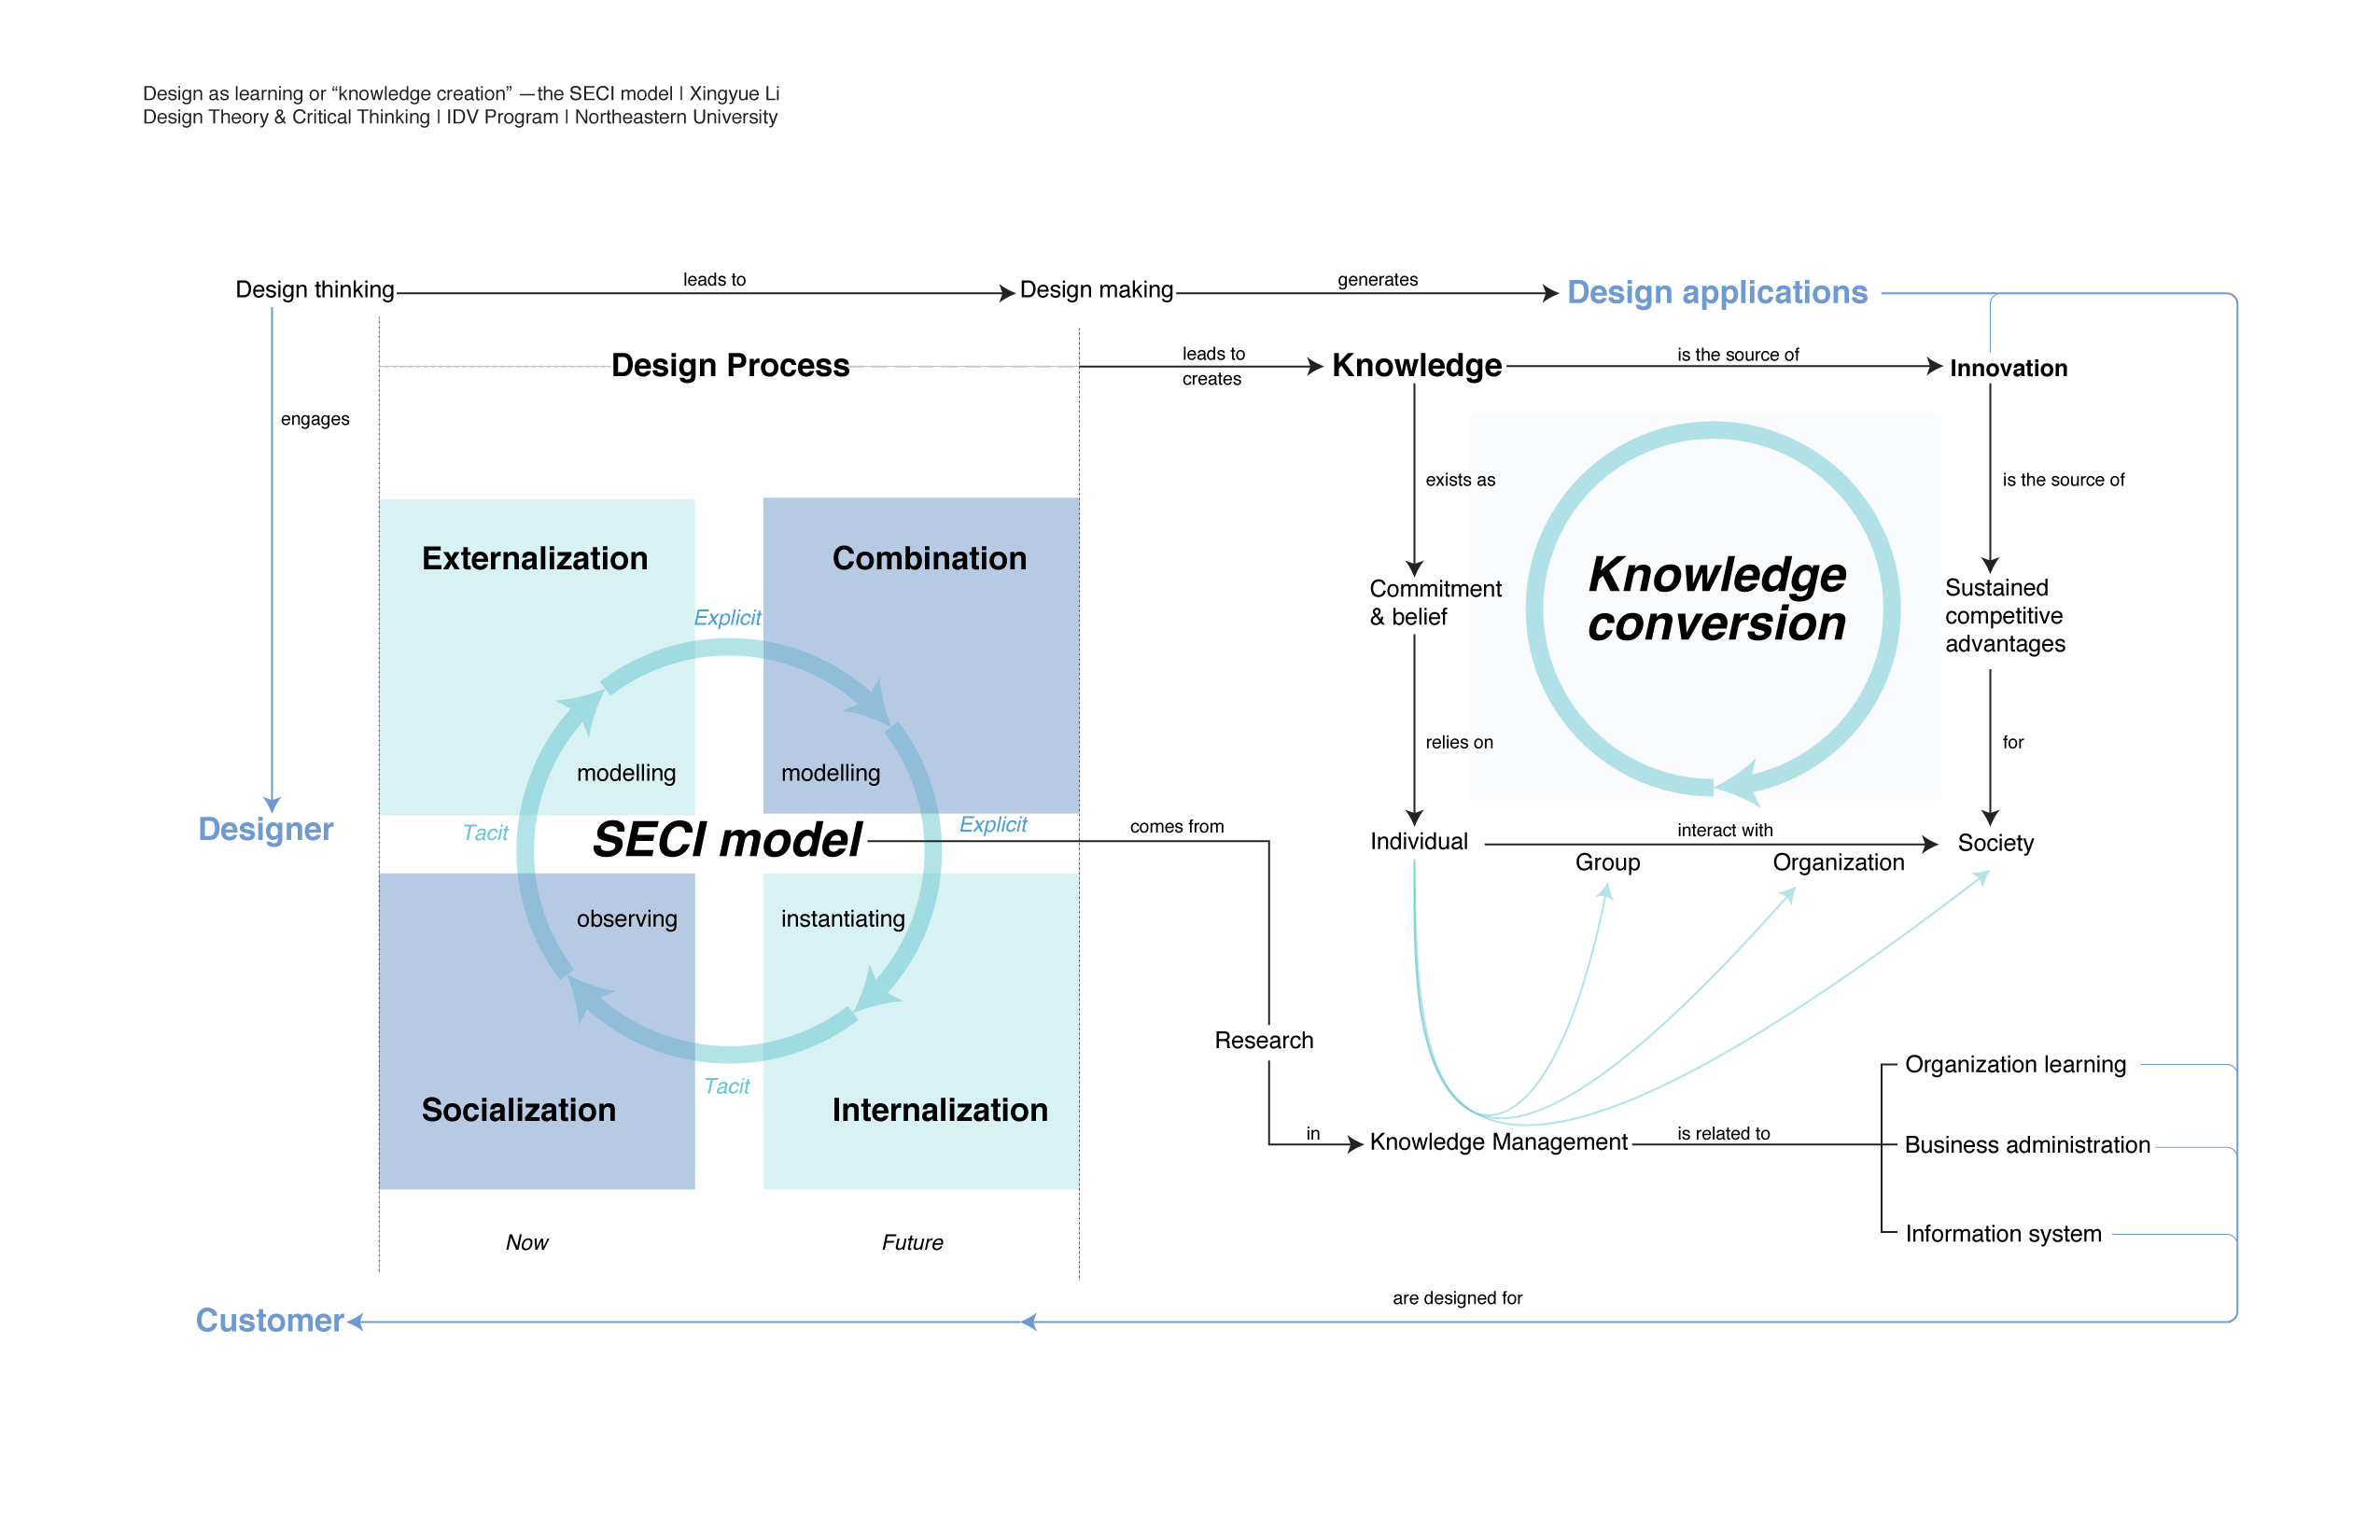 Design as learning or “knowledge creation” —the SECI model | Xingyue Li
Design Theory & Critical Thinking | IDV Program | Northeastern University
Design thinking
leads to
Design making
generates
Design applications
engages
Design Process
leads to
creates
Knowledge
is the source of
Innovation
Externalization
Combination
Explicit
modelling
modelling
Tacit
SECI model
Explicit
observing
instantiating
Socialization
Tacit
Internalization
Now
Future
Designer
exists as
Commitment
& belief
relies on
Individual
Knowledge
conversion
is the source of
Sustained
competitive
advantages
for
interact with
Society
Group
Organization
comes from
Research
in
Knowledge Management
is related to
Organization learning
Business administration
Information system
are designed for
Customer